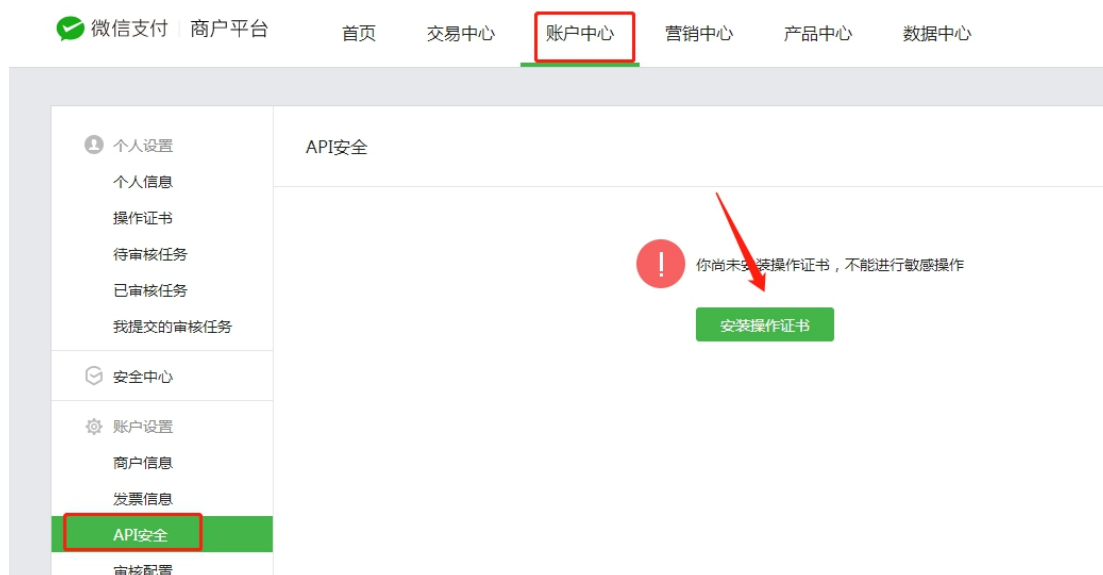 微信支付 | 商户平台 首页 交易中心 账户中心 营销中心 产品中心 数据中心
个人设置
个人信息
操作证书
待审核任务
已审核任务
我提交的审核任务
安全中心
账户设置
商户信息
发票信息
API安全
审核配置
API安全
你尚未安装操作证书，不能进行敏感操作
安装操作证书